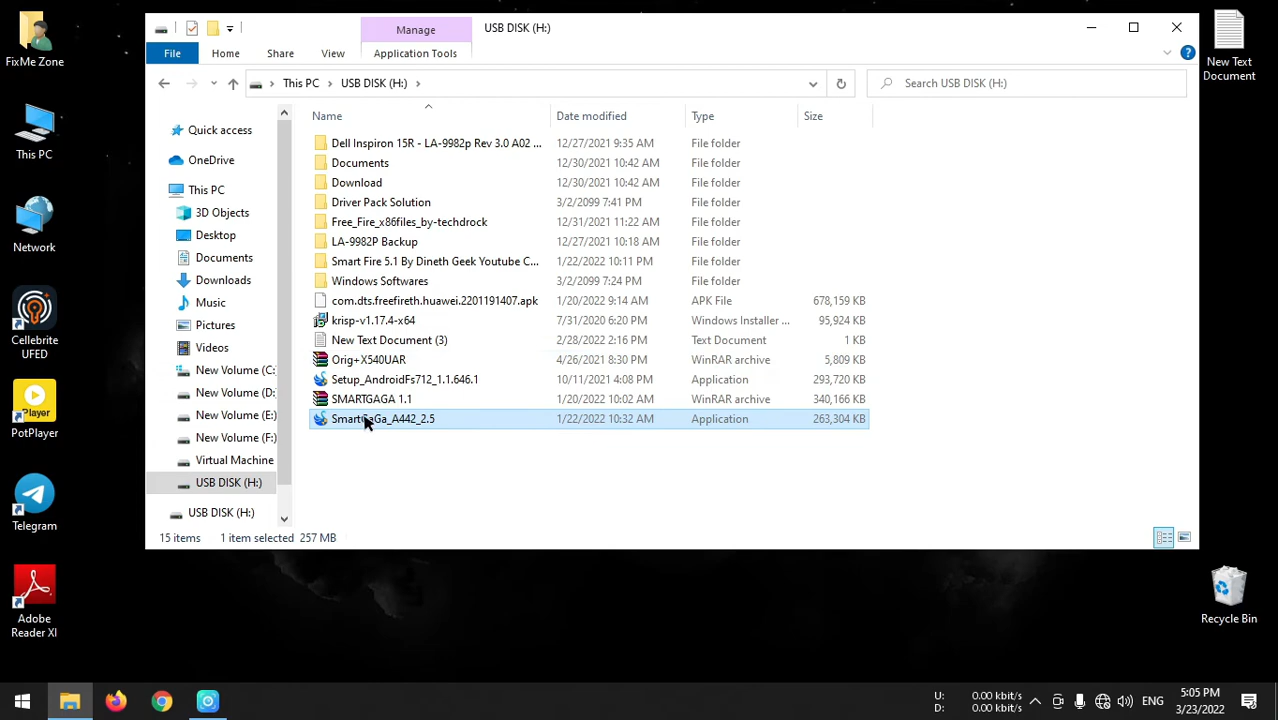 FixMe Zone
This PC
Network
Cellebrite
UFED
PotPlayer
Telegram
Adobe
Reader XI
Manage
USB DISK (H:)
File
Home
Share
View
Application Tools
This PC
USB DISK (H:)
Search USB DISK (H:)
Quick access
OneDrive
This PC
3D Objects
Desktop
Documents
Downloads
Music
Pictures
Videos
New Volume (C:
New Volume (D:
New Volume (E:)
New Volume (F:)
Virtual Machine
USB DISK (H:)
USB DISK (H:)
Name Date modified Type Size
Dell Inspiron 15R - LA-9982p Rev 3.0 A02 ... 12/27/2021 9:35 AM File folder
Documents 12/30/2021 10:42 AM File folder
Download 12/30/2021 10:42 AM File folder
Driver Pack Solution 3/2/2099 7:41 PM File folder
Free_Fire_x86files_by-techdrock 12/31/2021 11:22 AM File folder
LA-9982P Backup 12/27/2021 10:18 AM File folder
Smart Fire 5.1 By Dineth Geek Youtube C... 1/22/2022 10:11 PM File folder
Windows Softwares 3/2/2099 7:24 PM File folder
com.dts.freefireth.huawei.2201191407.apk 1/20/2022 9:14 AM APK File 678,159 KB
krisp-v1.17.4-x64 7/31/2020 6:20 PM Windows Installer ... 95,924 KB
New Text Document (3) 2/28/2022 2:16 PM Text Document 1 KB
Orig+X540UAR 4/26/2021 8:30 PM WinRAR archive 5,809 KB
Setup_AndroidFs712_1.1.646.1 10/11/2021 4:08 PM Application 293,720 KB
SMARTGAGA 1.1 1/20/2022 10:02 AM WinRAR archive 340,166 KB
SmartGaGa_A442_2.5 1/22/2022 10:32 AM Application 263,304 KB
15 items 1 item selected 257 MB
New Text
Document
Recycle Bin
U: 0.00 kbit/s
D: 0.00 kbit/s
ENG
5:05 PM
3/23/2022